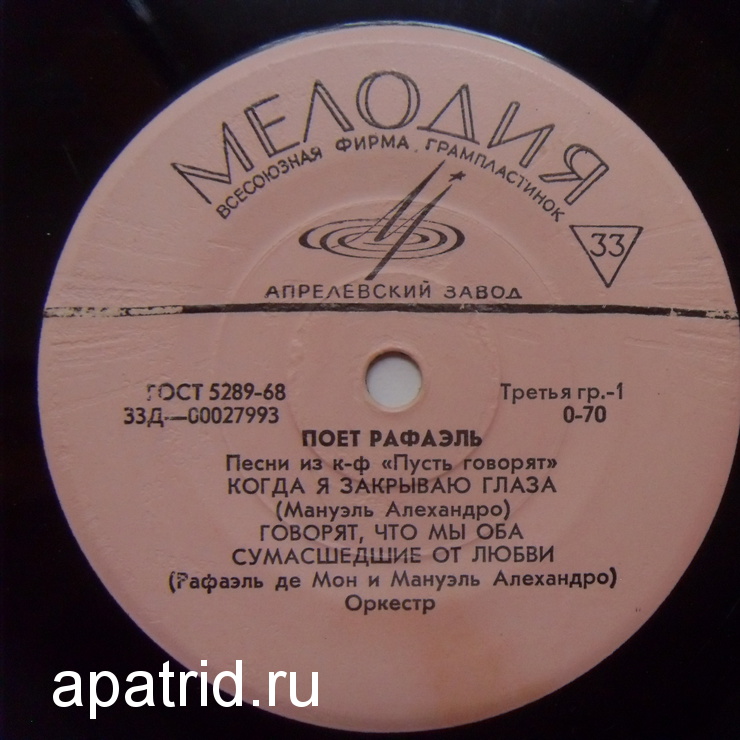 МЕЛОДИЯ
ВСЕСОЮЗНАЯ ФИРМА ГРАМПЛАСТИНОК
33
АПРЕЛЕВСКИЙ ЗАВОД
ГОСТ 5289-68
Третья гр.-1
33Д—00027993
0-70
ПОЕТ РАФАЭЛЬ
Песни из к-ф «Пусть говорят»
КОГДА Я ЗАКРЫВАЮ ГЛАЗА
(Мануэль Алехандро)
ГОВОРЯТ, ЧТО МЫ ОБА
СУМАСШЕДШИЕ ОТ ЛЮБВИ
(Рафаэль де Мон и Мануэль Алехандро)
Оркестр
apatrid.ru